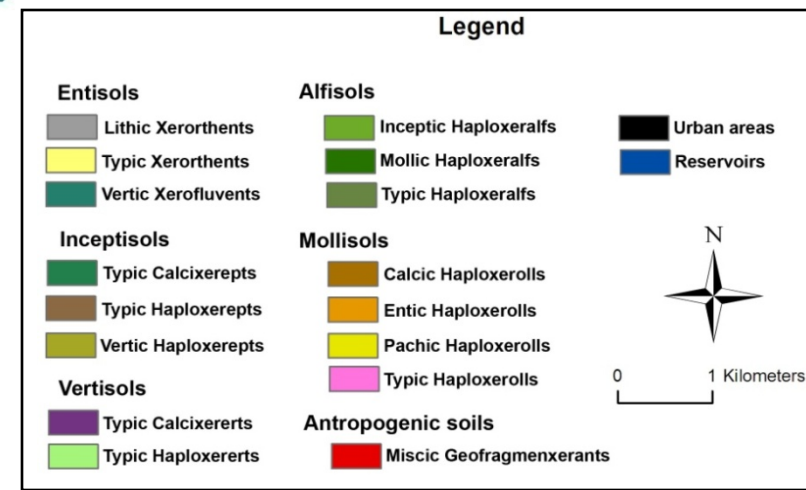 Legend
Entisols
Lithic Xerorthents
Typic Xerorthents
Vertic Xerofluvents
Inceptisols
Typic Calcixerepts
Typic Haploxerepts
Vertic Haploxerepts
Vertisols
Typic Calcixererts
Typic Haploxererts
Alfisols
Inceptic Haploxeralfs
Mollic Haploxeralfs
Typic Haploxeralfs
Mollisols
Calcic Haploxerolls
Entic Haploxerolls
Pachic Haploxerolls
Typic Haploxerolls
Antropogenic soils
Miscic Geofragmenxerants
Urban areas
Reservoirs
N
0 1 Kilometers